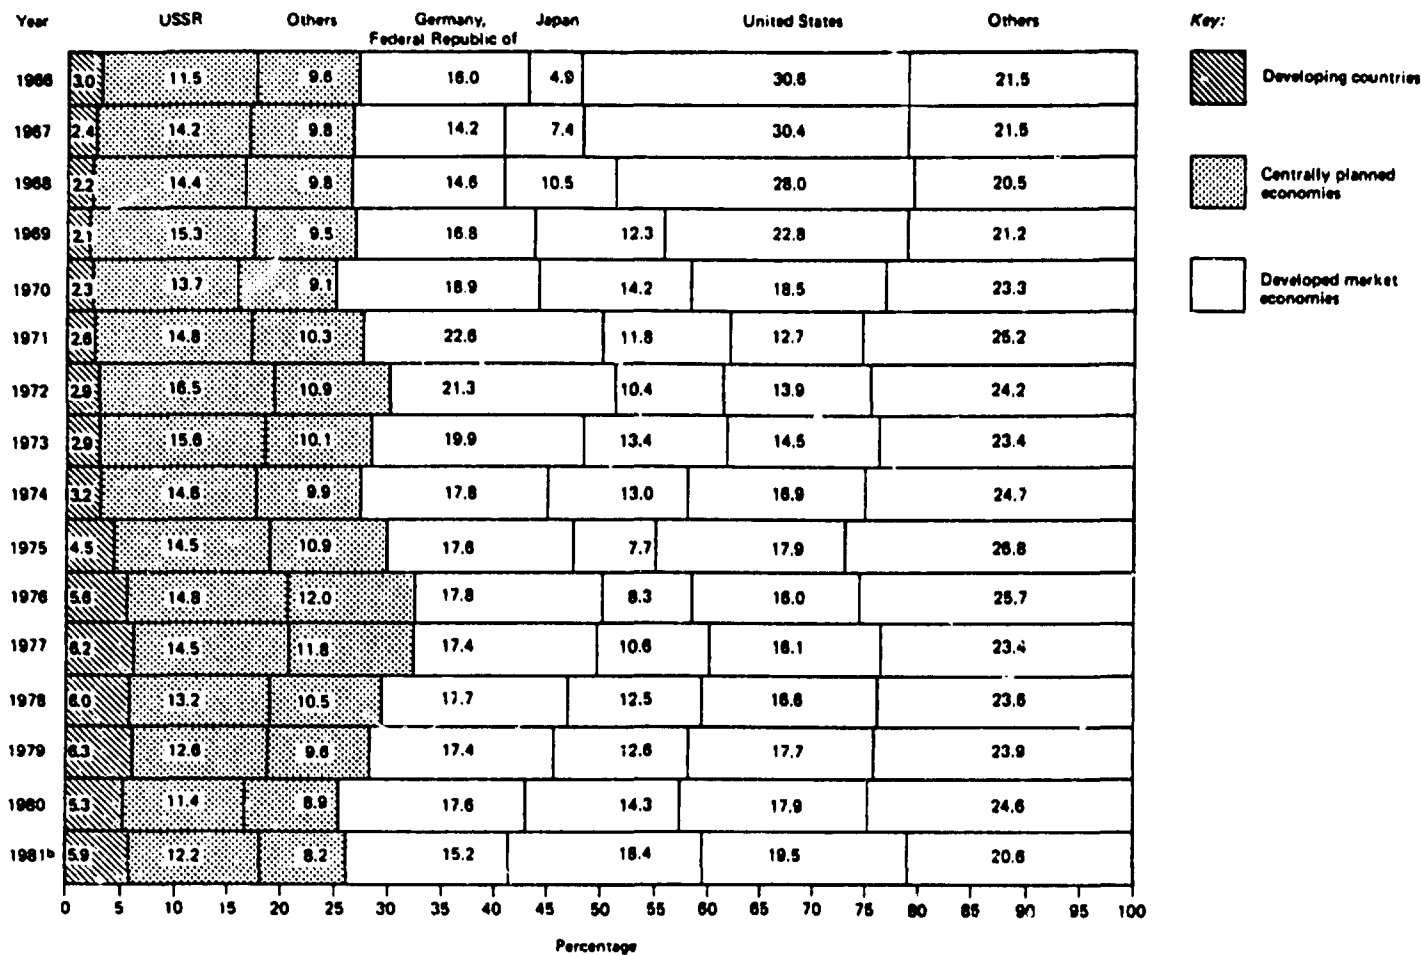 Year USSR Others Germany, Japan United States Others Key:
Federal Republic of
1966 3.0 11.5 9.6 16.0 4.9 30.6 21.5
Developing countries
1967 2.4 14.2 9.8 14.2 7.4 30.4 21.5
1968 2.2 14.4 9.8 14.6 10.5 28.0 20.5
Centrally planned
economies
1969 2.1 15.3 9.5 16.8 12.3 22.8 21.2
1970 2.3 13.7 9.1 18.9 14.2 18.5 23.3
Developed market
economies
1971 2.6 14.8 10.3 22.6 11.8 12.7 25.2
1972 2.9 16.5 10.9 21.3 10.4 13.9 24.2
1973 2.9 15.6 10.1 19.9 13.4 14.5 23.4
1974 3.2 14.6 9.9 17.8 13.0 16.9 24.7
1975 4.5 14.5 10.9 17.6 7.7 17.9 26.8
1976 5.6 14.8 12.0 17.8 8.3 16.0 25.7
1977 6.2 14.5 11.8 17.4 10.6 16.1 23.4
1978 6.0 13.2 10.5 17.7 12.5 16.6 23.6
1979 6.3 12.6 9.6 17.4 12.6 17.7 23.9
1980 5.3 11.4 8.9 17.6 14.3 17.9 24.6
1981b 5.9 12.2 8.2 15.2 18.4 19.5 20.6
0 5 10 15 20 25 30 35 40 45 50 55 60 65 70 75 80 85 90 95 100
Percentage